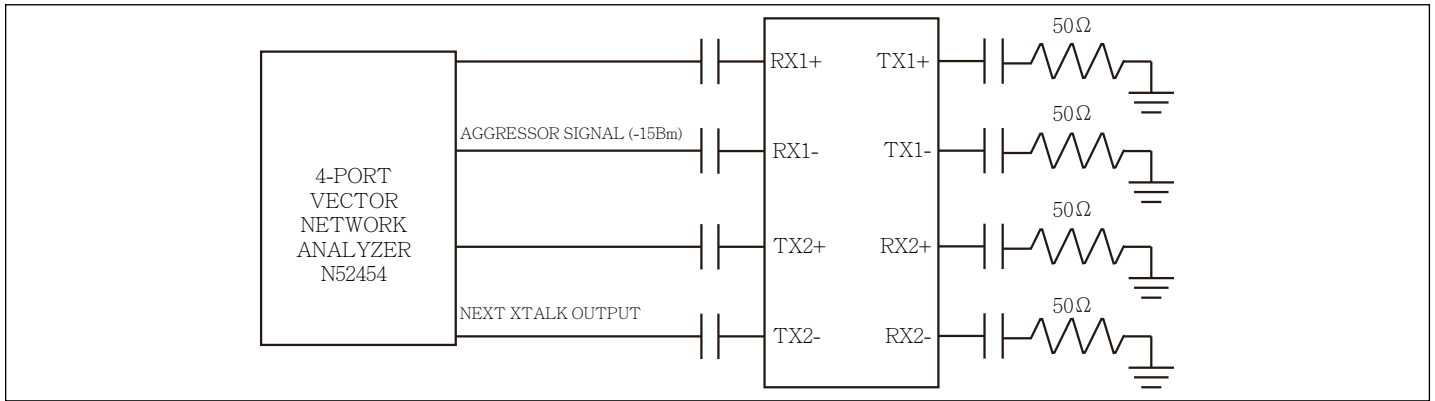 50Ω
RX1+ TX1+
50Ω
AGGRESSOR SIGNAL (-15Bm)
RX1- TX1-
4-PORT
VECTOR
NETWORK
ANALYZER
N52454
50Ω
TX2+ RX2+
50Ω
NEXT XTALK OUTPUT
TX2- RX2-